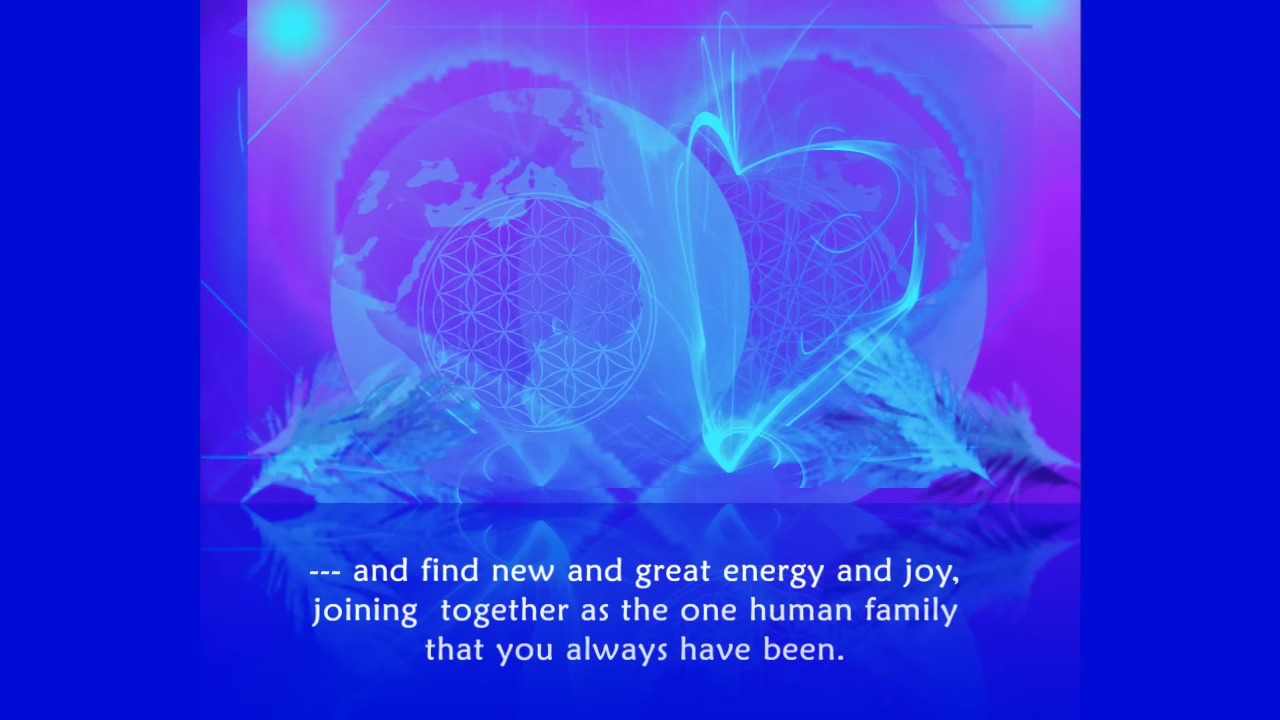 --- and find new and great energy and joy,
joining  together as the one human family
that you always have been.